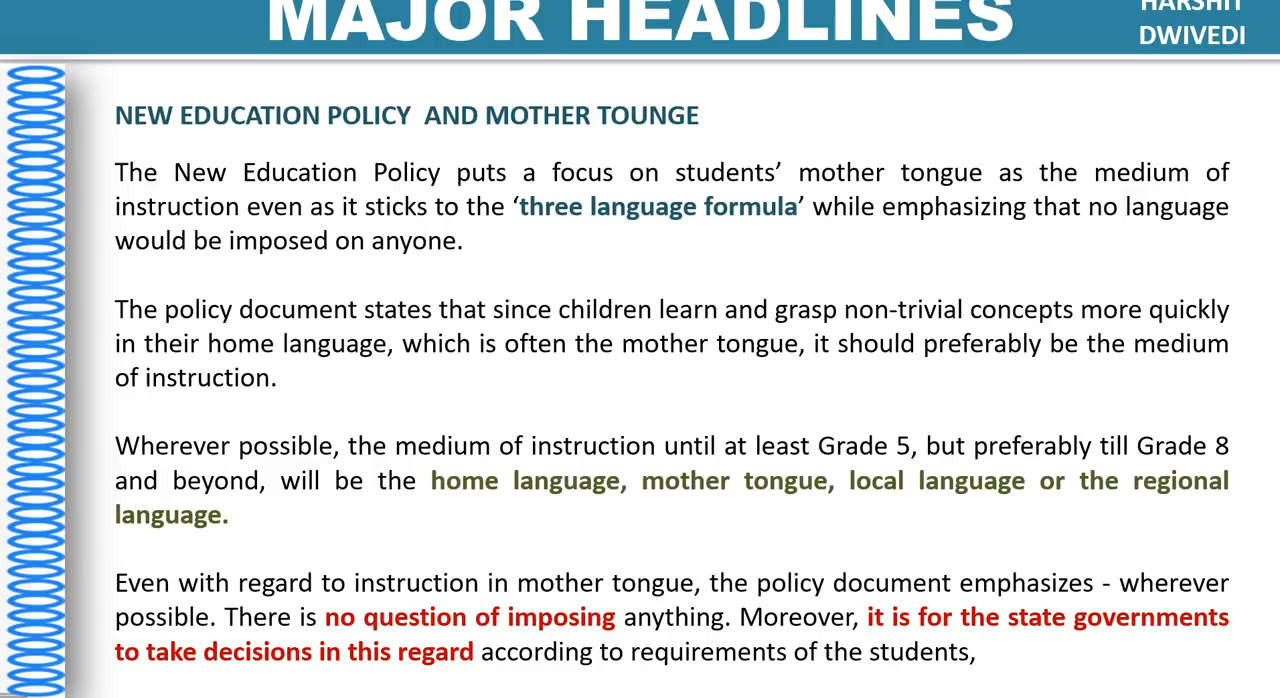 MAJOR HEADLINES
HARSHIT
DWIVEDI
NEW EDUCATION POLICY AND MOTHER TOUNGE
The New Education Policy puts a focus on students’ mother tongue as the medium of
instruction even as it sticks to the ‘three language formula’ while emphasizing that no language
would be imposed on anyone.
The policy document states that since children learn and grasp non-trivial concepts more quickly
in their home language, which is often the mother tongue, it should preferably be the medium
of instruction.
Wherever possible, the medium of instruction until at least Grade 5, but preferably till Grade 8
and beyond, will be the home language, mother tongue, local language or the regional
language.
Even with regard to instruction in mother tongue, the policy document emphasizes - wherever
possible. There is no question of imposing anything. Moreover, it is for the state governments
to take decisions in this regard according to requirements of the students,